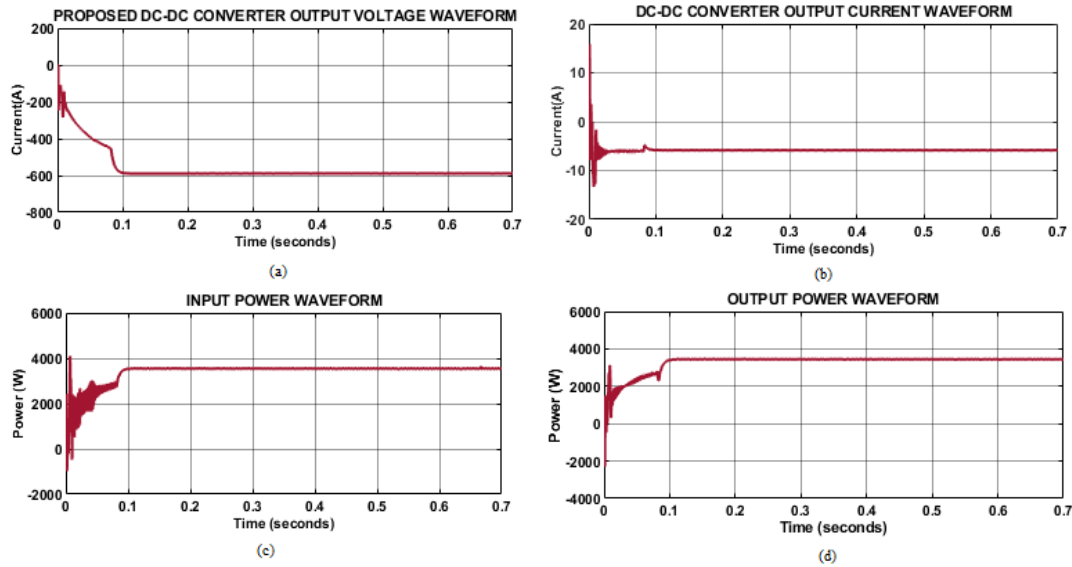 PROPOSED DC-DC CONVERTER OUTPUT VOLTAGE WAVEFORM
200
0
-200
-400
-600
-800
Current(A)
0 0.1 0.2 0.3 0.4 0.5 0.6 0.7
Time (seconds)
(a)
DC-DC CONVERTER OUTPUT CURRENT WAVEFORM
20
10
0
-10
-20
Current(A)
0 0.1 0.2 0.3 0.4 0.5 0.6 0.7
Time (seconds)
(b)
INPUT POWER WAVEFORM
6000
4000
2000
0
-2000
Power (W)
0 0.1 0.2 0.3 0.4 0.5 0.6 0.7
Time (seconds)
(c)
OUTPUT POWER WAVEFORM
6000
4000
2000
0
-2000
-4000
Power (W)
0 0.1 0.2 0.3 0.4 0.5 0.6 0.7
Time (seconds)
(d)